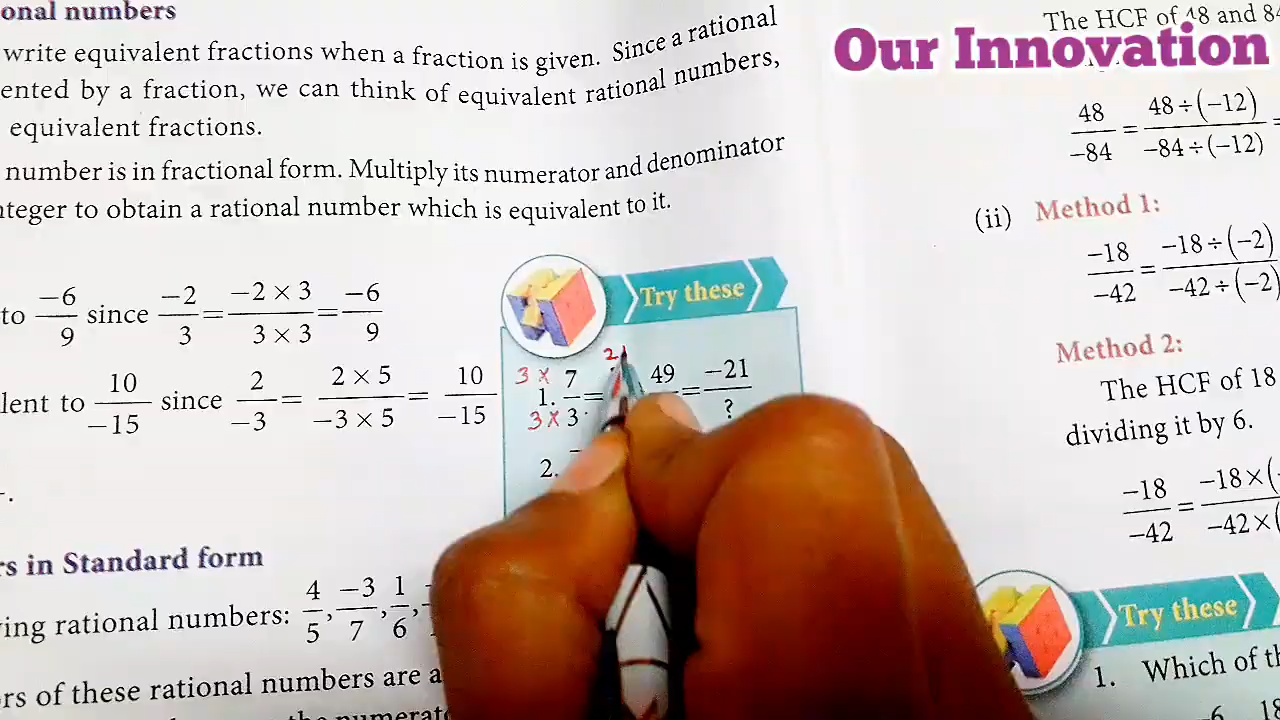 onal numbers
write equivalent fractions when a fraction is given. Since a rational
ented by a fraction, we can think of equivalent rational numbers,
equivalent fractions.
number is in fractional form. Multiply its numerator and denominator
nteger to obtain a rational number which is equivalent to it.
to -6/9 since -2/3 = -2 × 3/3 × 3 = -6/9
lent to 10/-15 since 2/-3 = 2 × 5/-3 × 5 = 10/-15
rs in Standard form
ving rational numbers: 4/5, -3/7, 1/6,
rs of these rational numbers are a
Try these
21
3 × 7
1. = 49 = -21/?
3 × 3
2.
Our Innovation
The HCF of 48 and 84
48/-84 = 48 ÷ (-12)/-84 ÷ (-12) =
(ii) Method 1:
-18/-42 = -18 ÷ (-2)/-42 ÷ (-2)
Method 2:
The HCF of 18
dividing it by 6.
-18/-42 = -18 × (/-42 × (
Try these
1. Which of th